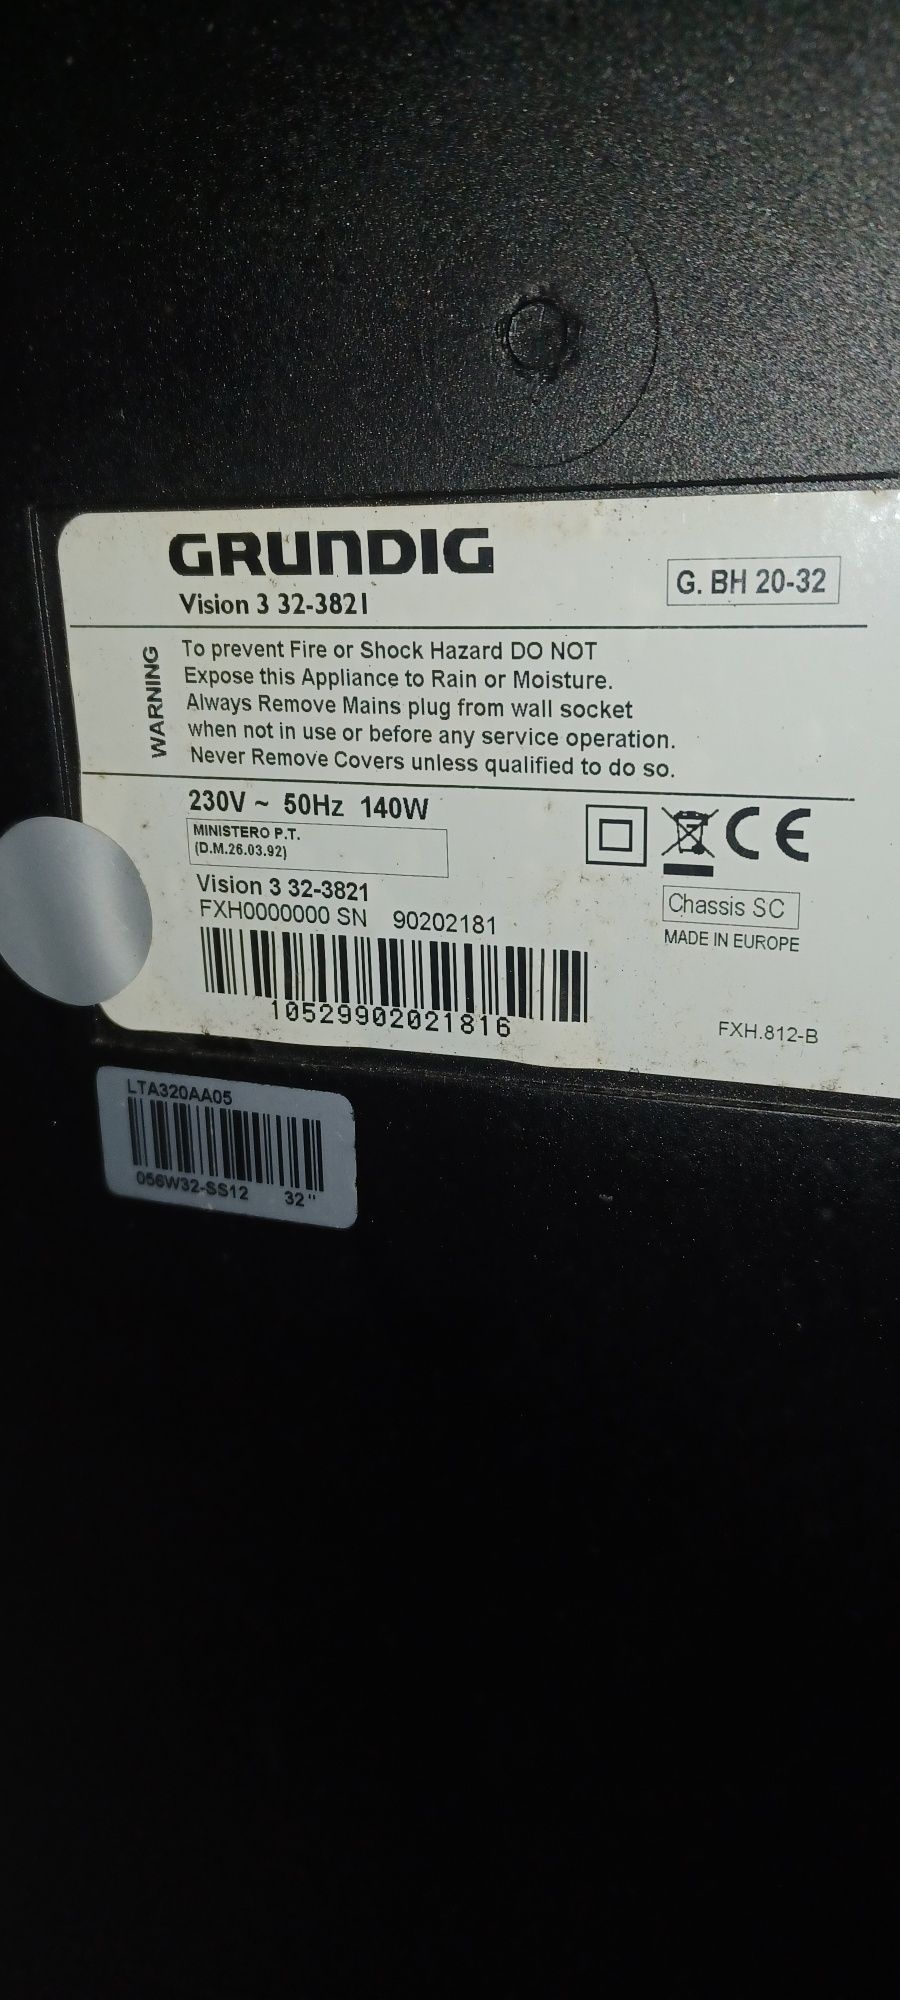 GRUNDIG
Vision 3 32-3821
G. BH 20-32
WARNING
To prevent Fire or Shock Hazard DO NOT
Expose this Appliance to Rain or Moisture.
Always Remove Mains plug from wall socket
when not in use or before any service operation.
Never Remove Covers unless qualified to do so.
230V ~ 50Hz 140W
MINISTERO P.T.
(D.M.26.03.92)
CE
Vision 3 32-3821
FXH0000000 SN 90202181
Chassis SC
MADE IN EUROPE
10529902021816
FXH.812-B
LTA320AA05
056W32-SS12 32"